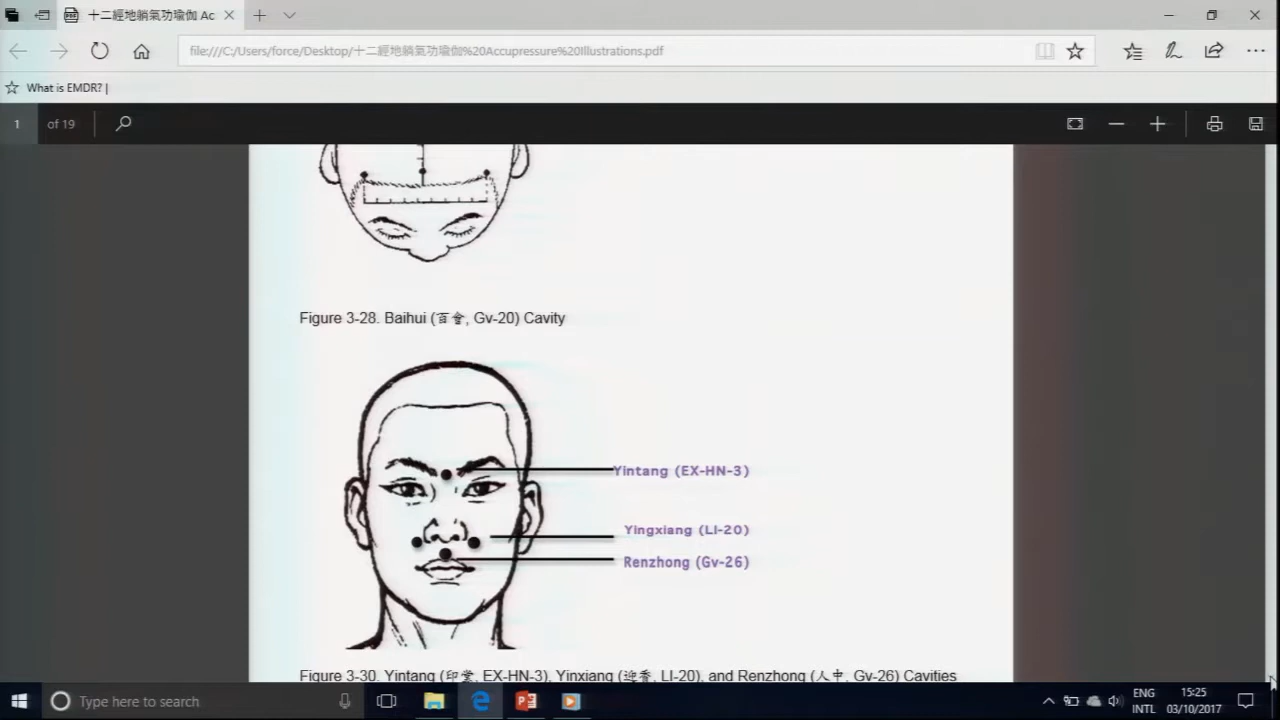 十二經地躺氣功瑜伽 Ac
file:///C:/Users/force/Desktop/十二經地躺氣功瑜伽%20Accupressure%20Illustrations.pdf
What is EMDR? |
1 of 19
Figure 3-28. Baihui (百會, Gv-20) Cavity
Yintang (EX-HN-3)
Yingxiang (LI-20)
Renzhong (Gv-26)
Figure 3-30. Yintang (印堂, EX-HN-3), Yinxiang (迎香, LI-20), and Renzhong (人中, Gv-26) Cavities
Type here to search
ENG
INTL
15:25
03/10/2017